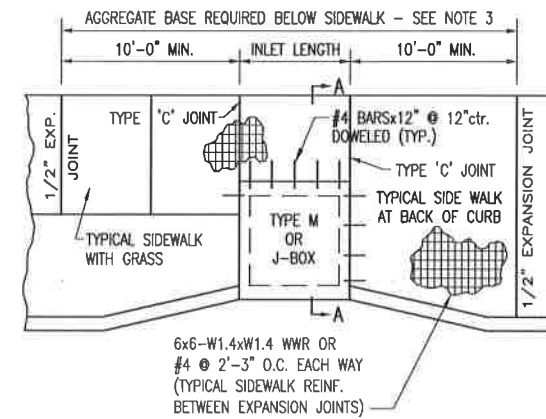 AGGREGATE BASE REQUIRED BELOW SIDEWALK – SEE NOTE 3
10'-0" MIN.
INLET LENGTH
10'-0" MIN.
A
1/2" EXP.
JOINT
TYPE 'C' JOINT
#4 BARSx12" @ 12"ctr.
DOWELED (TYP.)
TYPE 'C' JOINT
TYPICAL SIDE WALK
AT BACK OF CURB
1/2" EXPANSION JOINT
TYPICAL SIDEWALK
WITH GRASS
TYPE M
OR
J-BOX
A
6x6-W1.4xW1.4 WWR OR
#4 @ 2'-3" O.C. EACH WAY
(TYPICAL SIDEWALK REINF.
BETWEEN EXPANSION JOINTS)